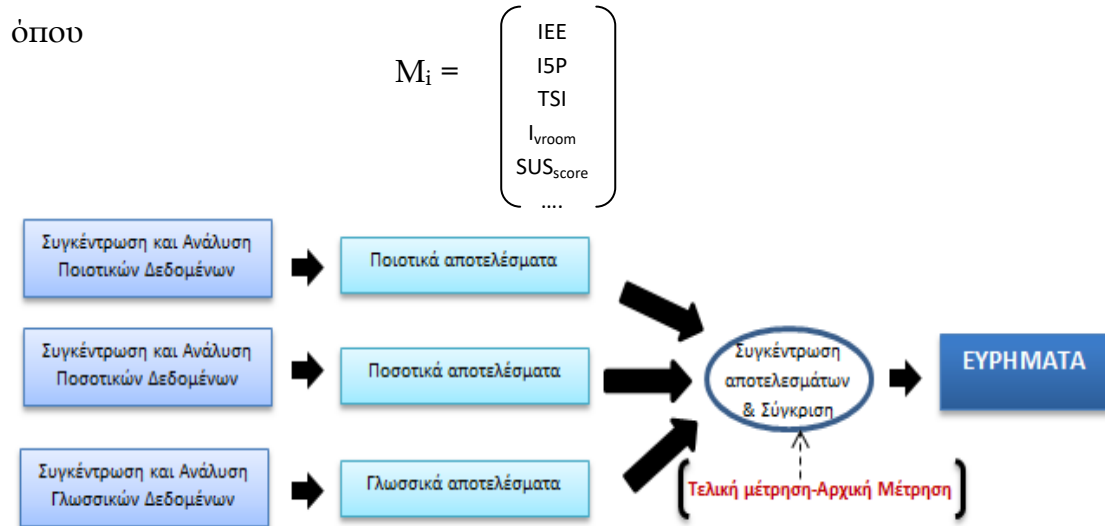 όπου
Mi =
IEE
I5P
TSI
Ivroom
SUSscore
....
Συγκέντρωση και Ανάλυση
Ποιοτικών Δεδομένων
Ποιοτικά αποτελέσματα
Συγκέντρωση και Ανάλυση
Ποσοτικών Δεδομένων
Ποσοτικά αποτελέσματα
Συγκέντρωση
αποτελεσμάτων
& Σύγκριση
ΕΥΡΗΜΑΤΑ
Συγκέντρωση και Ανάλυση
Γλωσσικών Δεδομένων
Γλωσσικά αποτελέσματα
Τελική μέτρηση-Αρχική Μέτρηση